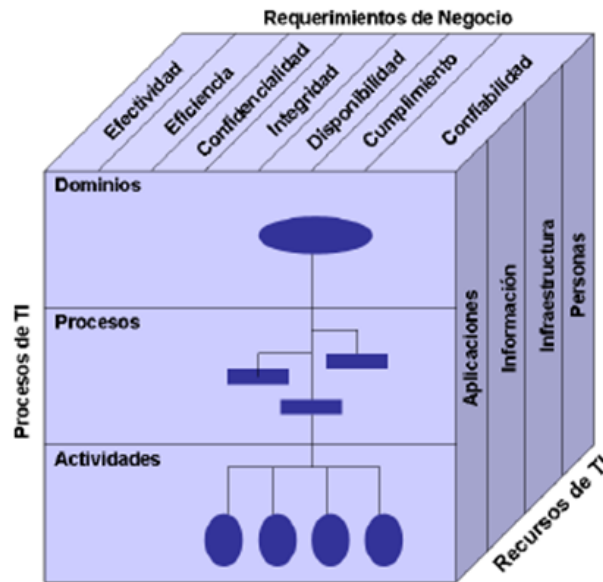 Requerimientos de Negocio
Efectividad
Eficiencia
Confidencialidad
Integridad
Disponibilidad
Cumplimiento
Confiabilidad
Procesos de TI
Dominios
Procesos
Actividades
Aplicaciones
Información
Infraestructura
Personas
Recursos de TI